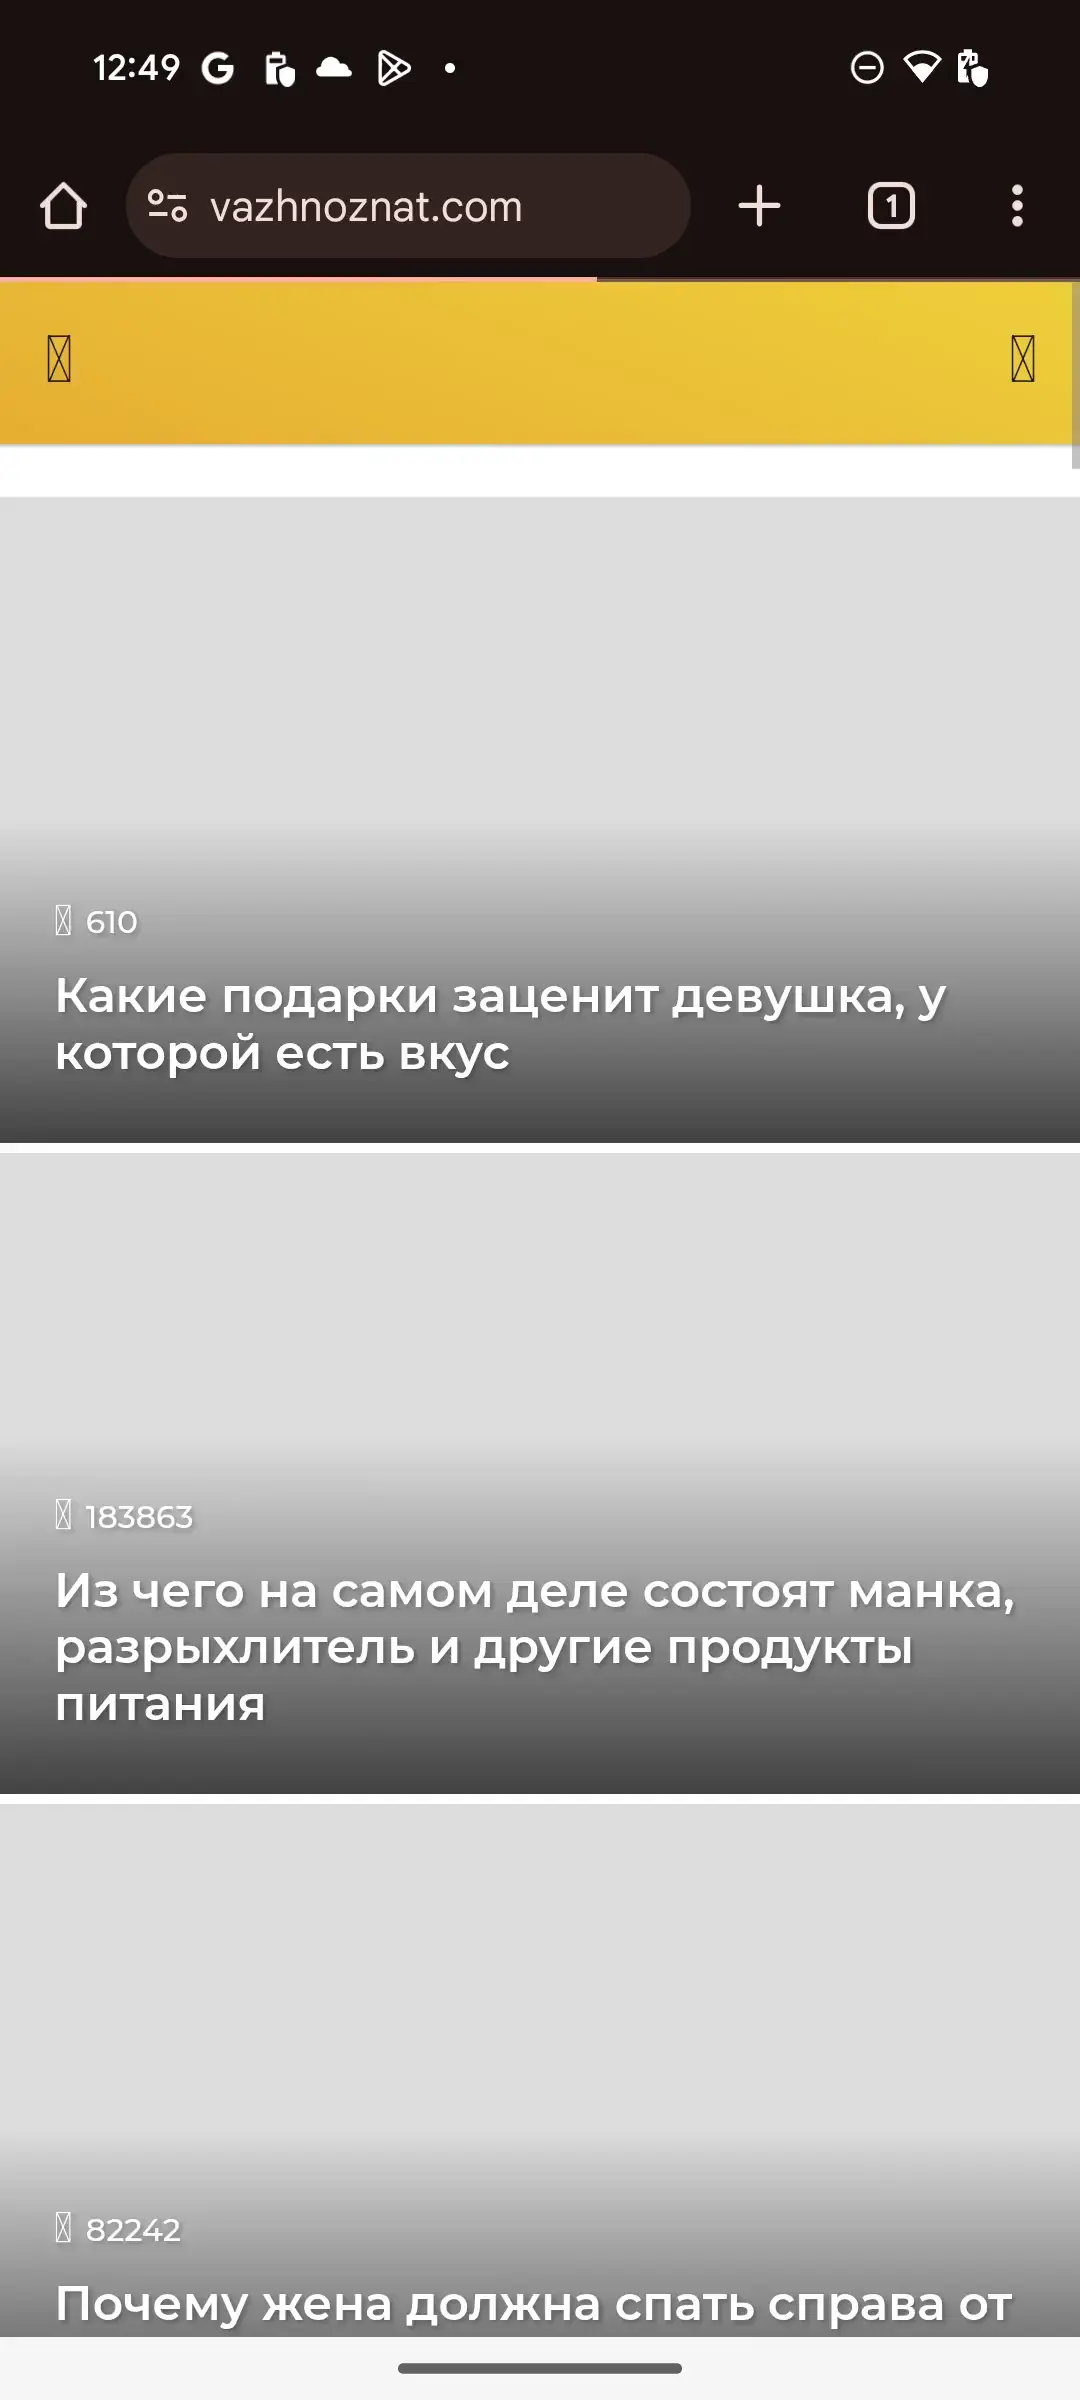 12:49
vazhnoznat.com
1
610
Какие подарки заценит девушка, у
которой есть вкус
183863
Из чего на самом деле состоят манка,
разрыхлитель и другие продукты
питания
82242
Почему жена должна спать справа от